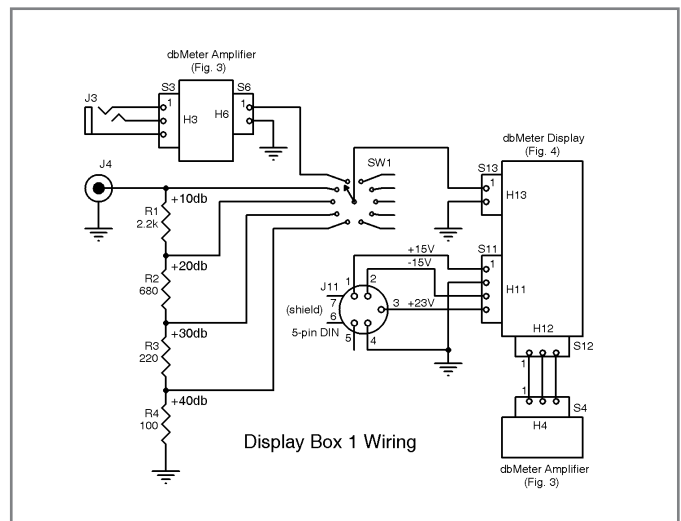 dbMeter Amplifier
(Fig. 3)
S3
S6
J3
1
1
H3
H6
dbMeter Display
(Fig. 4)
J4
SW1
S13
1
H13
+10db
R1
2.2k
+15V
S11
-15V
1
+20db
J11
1
2
R2
680
7
H11
(shield)
3
+23V
6
5-pin DIN
+30db
5
4
H12
R3
220
S12
1
1
+40db
S4
R4
100
H4
Display Box 1 Wiring
dbMeter Amplifier
(Fig. 3)